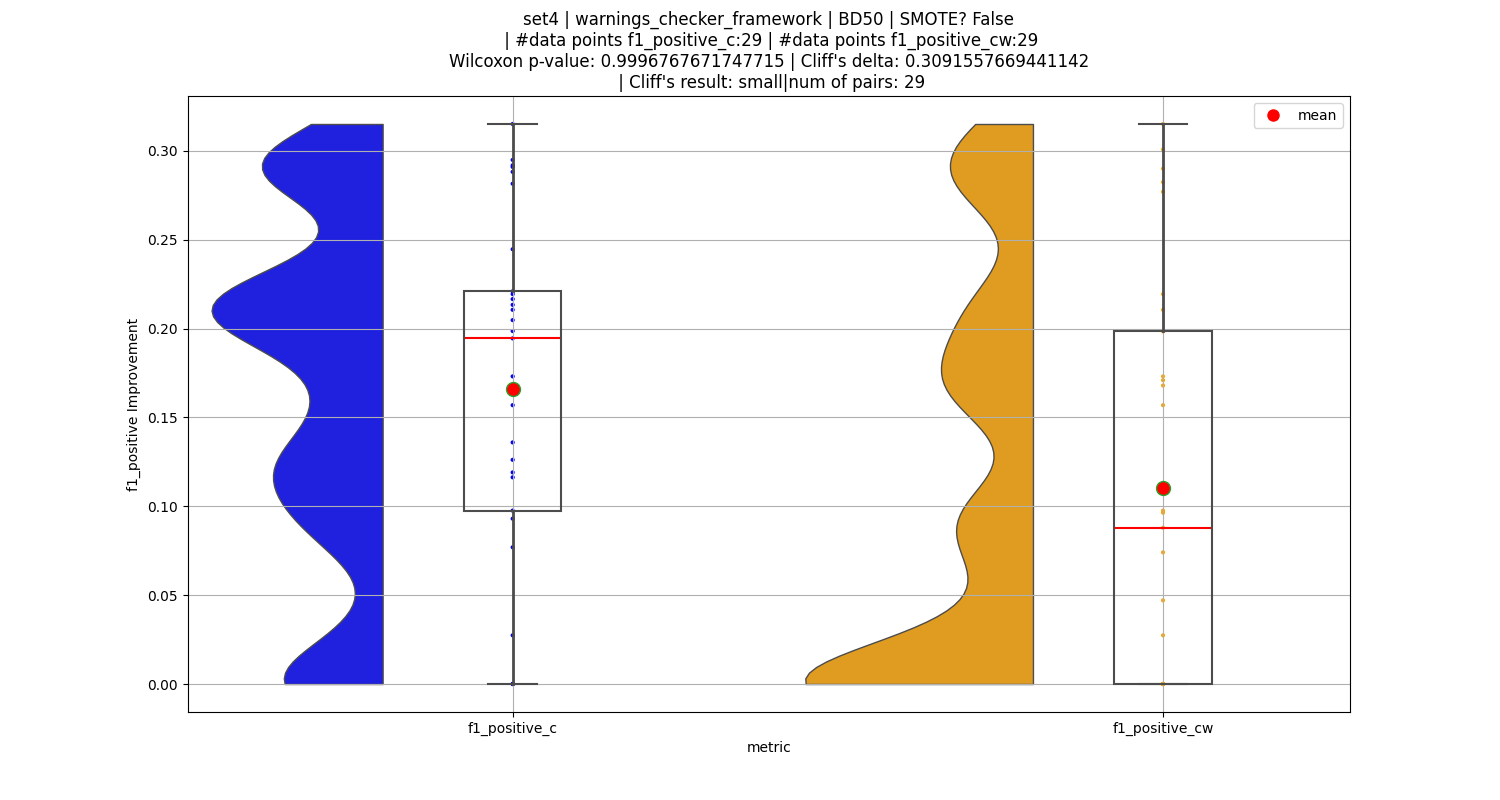 set4 | warnings_checker_framework | BD50 | SMOTE? False
| #data points f1_positive_c:29 | #data points f1_positive_cw:29
Wilcoxon p-value: 0.9996767671747715 | Cliff's delta: 0.3091557669441142
| Cliff's result: small|num of pairs: 29
mean
f1_positive Improvement
0.30
0.25
0.20
0.15
0.10
0.05
0.00
f1_positive_c
f1_positive_cw
metric